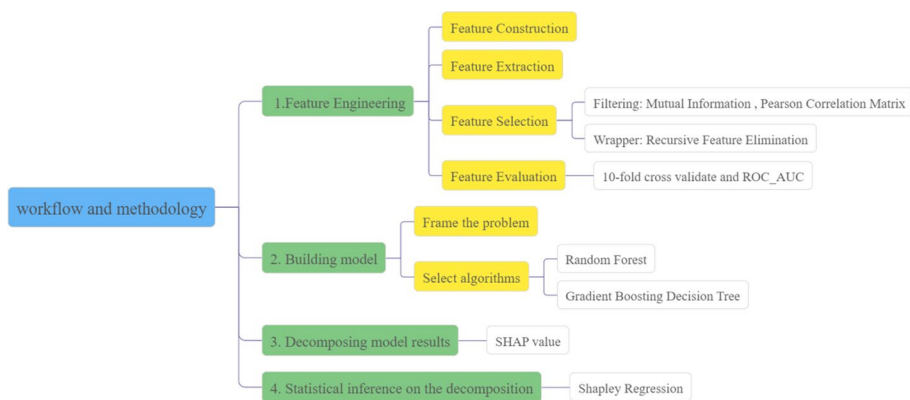 workflow and methodology
1.Feature Engineering
Feature Construction
Feature Extraction
Feature Selection
Filtering: Mutual Information , Pearson Correlation Matrix
Wrapper: Recursive Feature Elimination
Feature Evaluation
10-fold cross validate and ROC_AUC
2. Building model
Frame the problem
Select algorithms
Random Forest
Gradient Boosting Decision Tree
3. Decomposing model results
SHAP value
4. Statistical inference on the decomposition
Shapley Regression